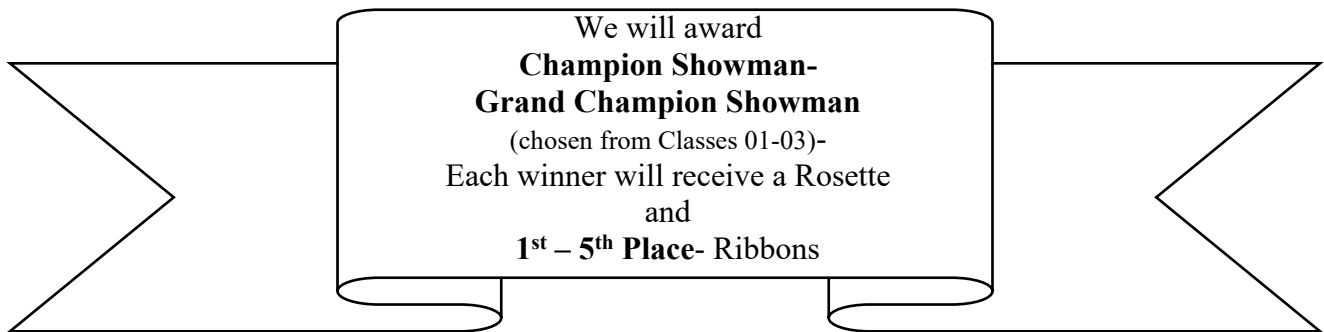 We will award
Champion Showman-
Grand Champion Showman
(chosen from Classes 01-03)-
Each winner will receive a Rosette
and
1st – 5th Place- Ribbons